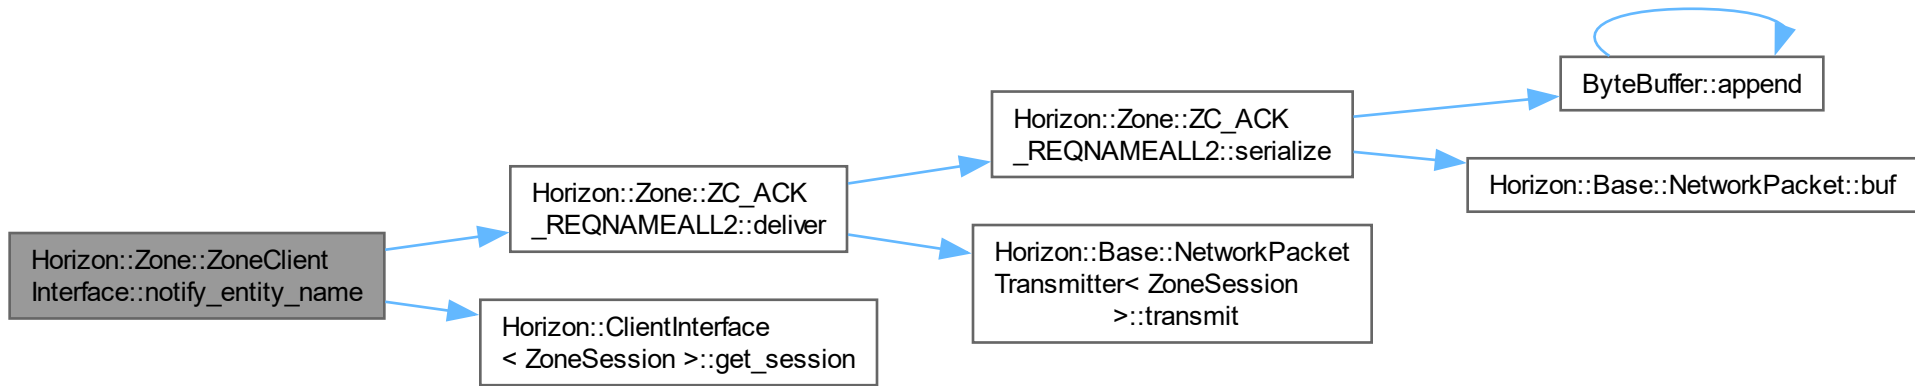 Horizon::Zone::ZoneClient
Interface::notify_entity_name
Horizon::Zone::ZC_ACK
_REQNAMEALL2::deliver
Horizon::ClientInterface
< ZoneSession >::get_session
Horizon::Zone::ZC_ACK
_REQNAMEALL2::serialize
Horizon::Base::NetworkPacket
Transmitter< ZoneSession
>::transmit
ByteBuffer::append
Horizon::Base::NetworkPacket::buf